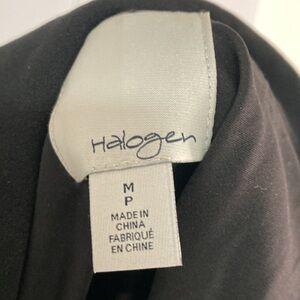 Halogen
M
P
MADE IN
CHINA
FABRIQUÉ
EN CHINE